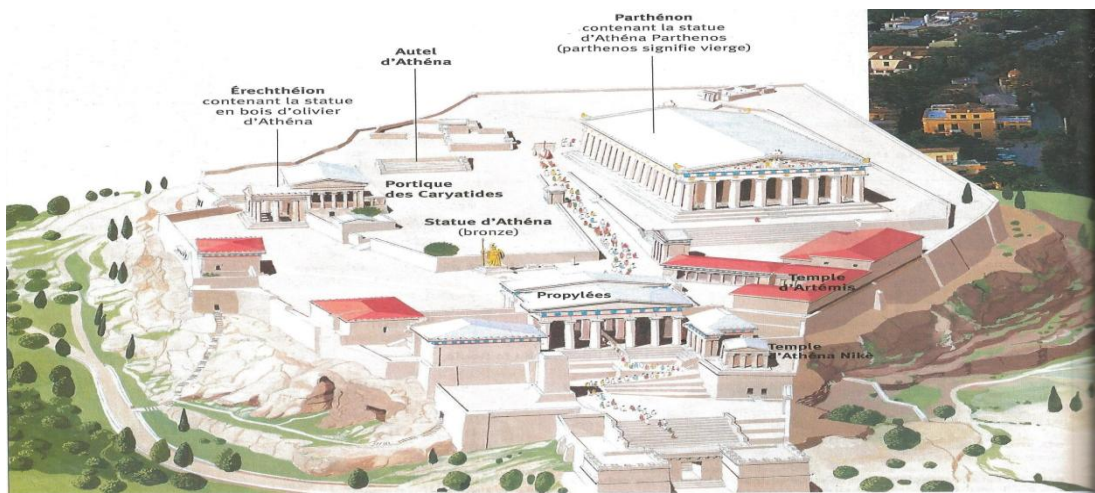 Parthénon
contenant la statue
d'Athéna Parthenos
(parthenos signifie vierge)
Autel
d'Athéna
Érechthéion
contenant la statue
en bois d'olivier
d'Athéna
Portique
des Caryatides
Statue d'Athéna
(bronze)
Temple
d'Artémis
Propylées
Temple
d'Athéna Nikè